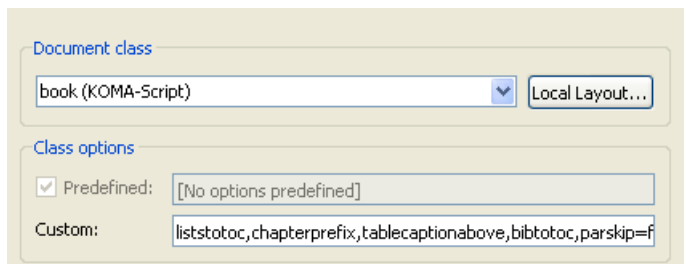 Document class
book (KOMA-Script)
Local Layout...
Class options
Predefined:
[No options predefined]
Custom:
liststotoc,chapterprefix,tablecaptionabove,bibtotoc,parskip=f